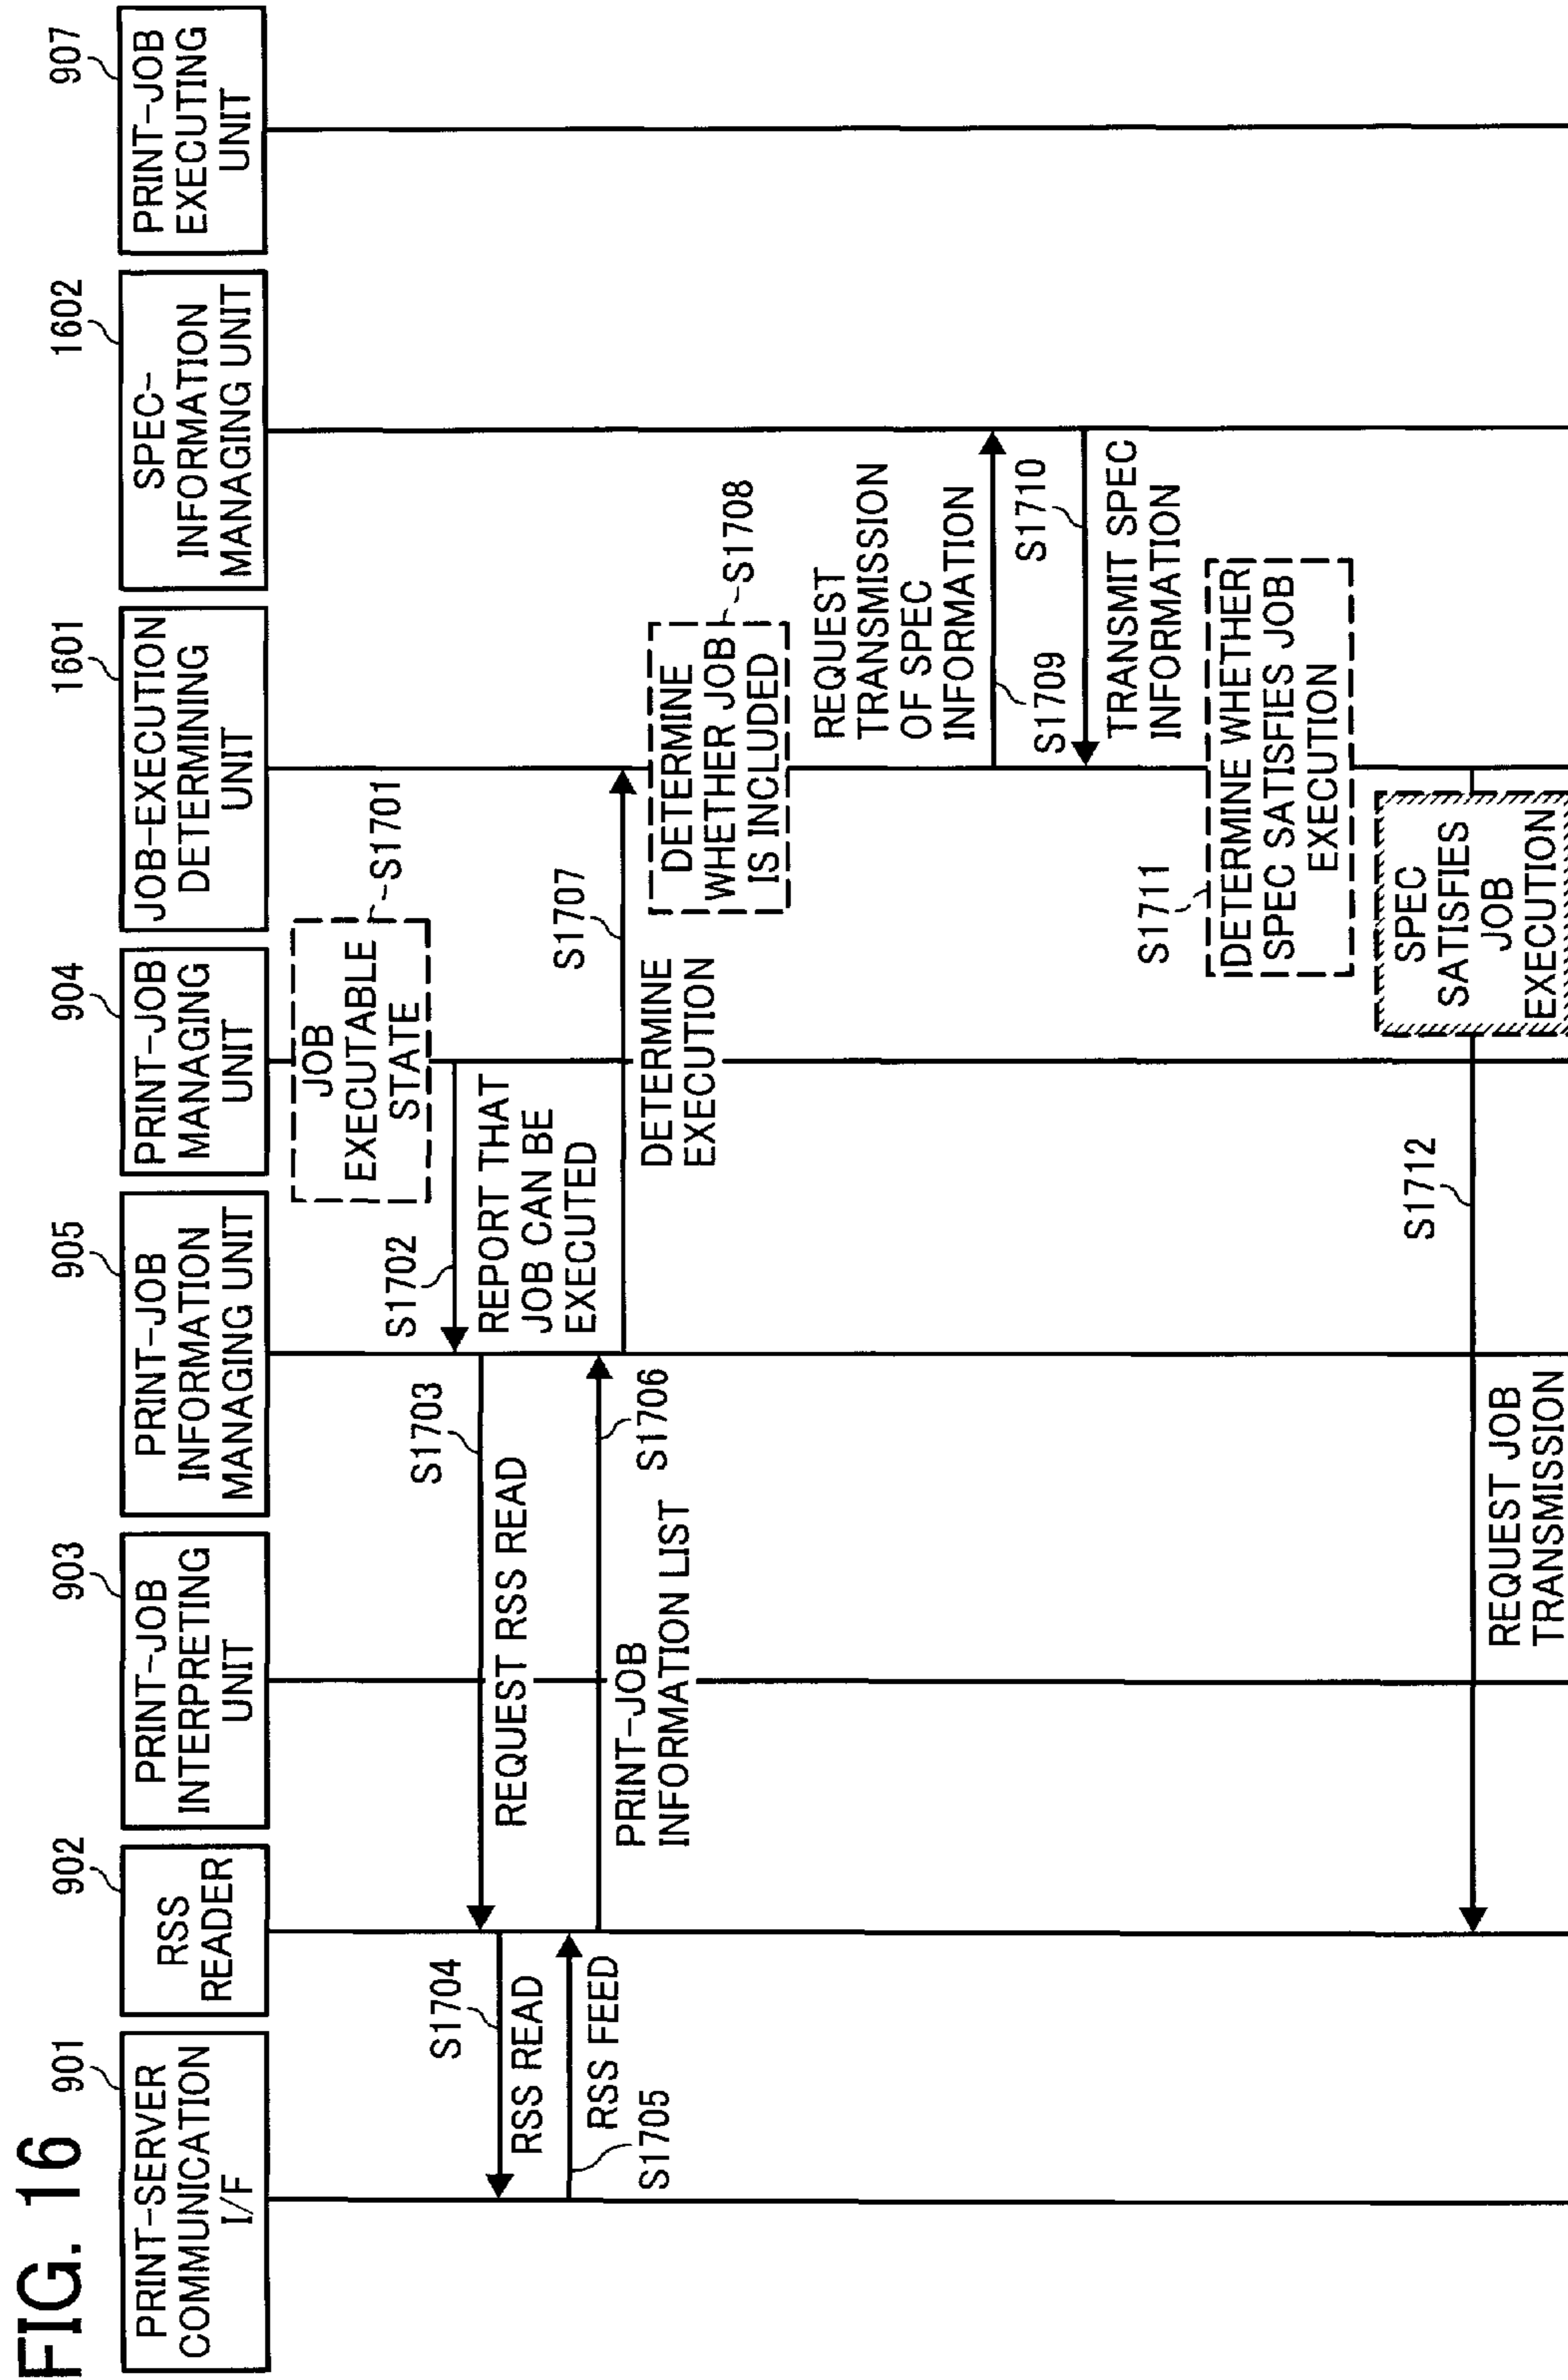 FIG. 16
901
PRINT-SERVER
COMMUNICATION
I/F
902
RSS
READER
903
PRINT-JOB
INTERPRETING
UNIT
905
PRINT-JOB
INFORMATION
MANAGING UNIT
904
PRINT-JOB
MANAGING
UNIT
1601
JOB-EXECUTION
DETERMINING
UNIT
1602
SPEC-
INFORMATION
MANAGING UNIT
907
PRINT-JOB
EXECUTING
UNIT
JOB
EXECUTABLE
STATE
S1701
S1702
REPORT THAT
JOB CAN BE
EXECUTED
S1703
REQUEST RSS READ
S1704
RSS READ
RSS FEED
S1705
S1706
PRINT-JOB
INFORMATION LIST
S1707
DETERMINE
EXECUTION
DETERMINE
WHETHER JOB
IS INCLUDED
S1708
REQUEST
TRANSMISSION
OF SPEC
INFORMATION
S1709
S1710
TRANSMIT SPEC
INFORMATION
S1711
DETERMINE WHETHER
SPEC SATISFIES JOB
EXECUTION
SPEC
SATISFIES
JOB
EXECUTION
S1712
REQUEST JOB
TRANSMISSION